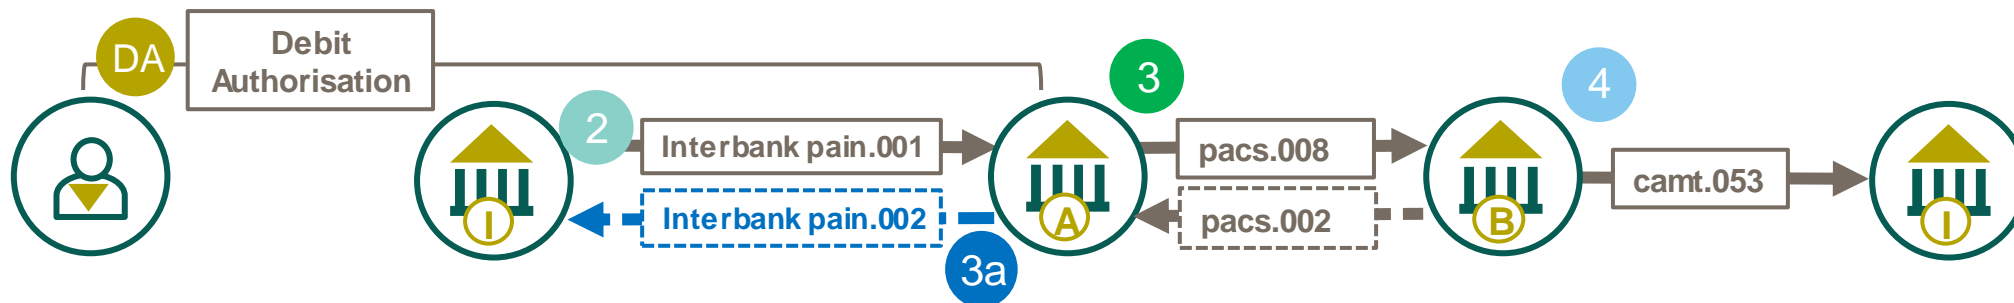 DA
Debit
Authorisation
3
4
2
Interbank pain.001
pacs.008
camt.053
Interbank pain.002
pacs.002
I
A
B
I
3a